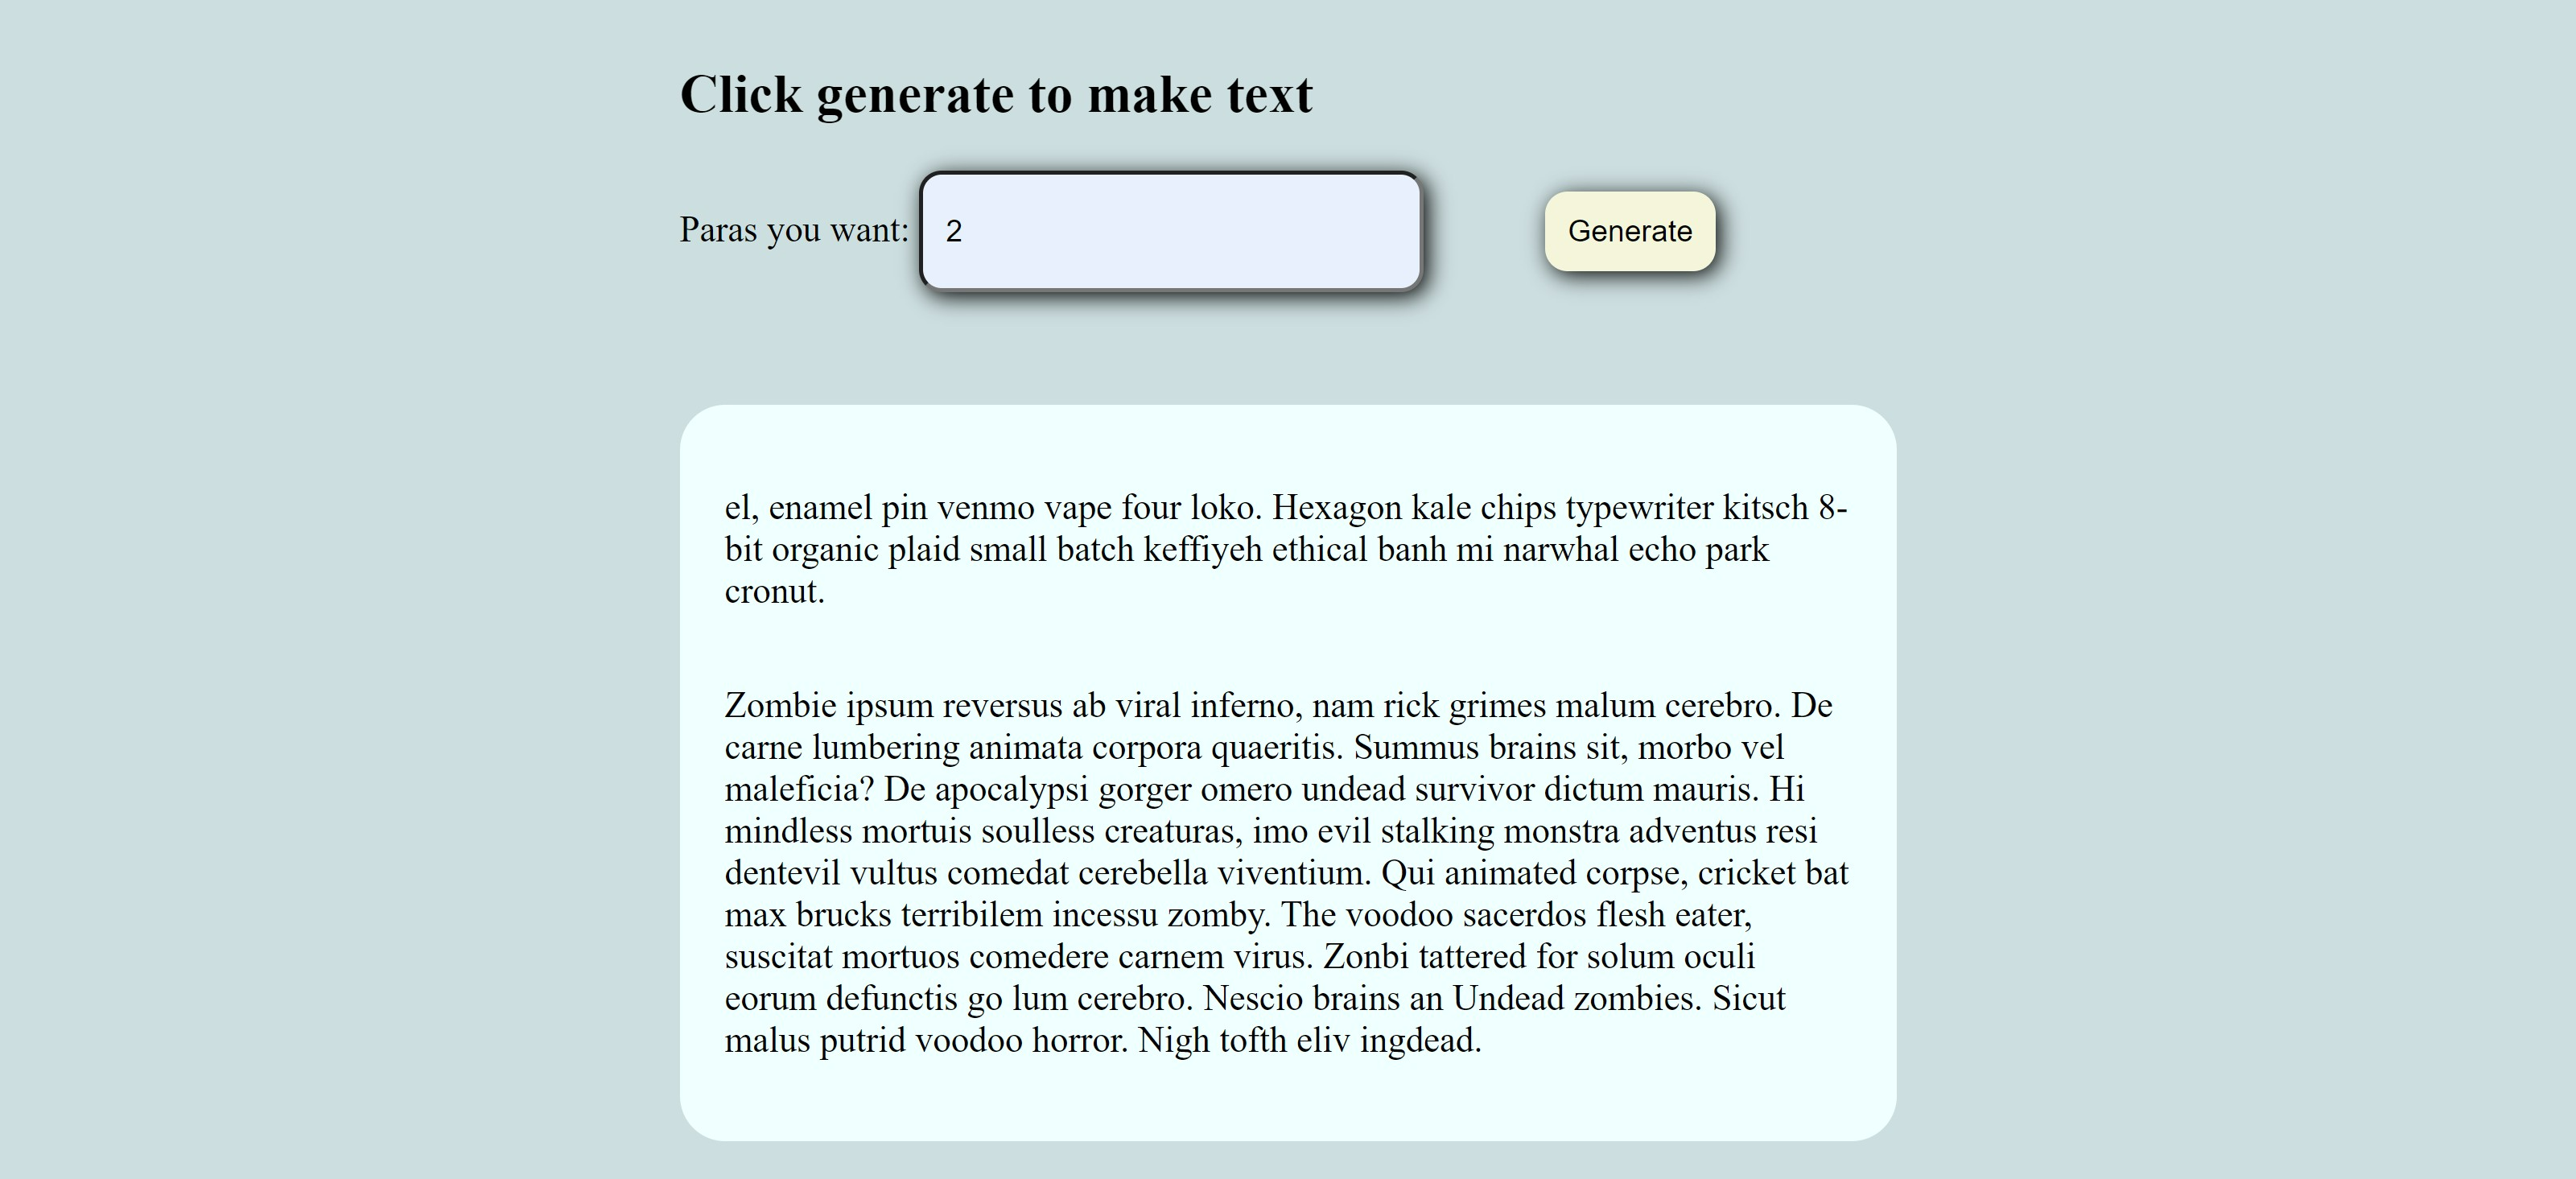 Click generate to make text
Paras you want: 2 Generate
el, enamel pin venmo vape four loko. Hexagon kale chips typewriter kitsch 8-
bit organic plaid small batch keffiyeh ethical banh mi narwhal echo park
cronut.
Zombie ipsum reversus ab viral inferno, nam rick grimes malum cerebro. De
carne lumbering animata corpora quaeritis. Summus brains sit, morbo vel
maleficia? De apocalypsi gorger omero undead survivor dictum mauris. Hi
mindless mortuis soulless creaturas, imo evil stalking monstra adventus resi
dentevil vultus comedat cerebella viventium. Qui animated corpse, cricket bat
max brucks terribilem incessu zomby. The voodoo sacerdos flesh eater,
suscitat mortuos comedere carnem virus. Zonbi tattered for solum oculi
eorum defunctis go lum cerebro. Nescio brains an Undead zombies. Sicut
malus putrid voodoo horror. Nigh tofth eliv ingdead.